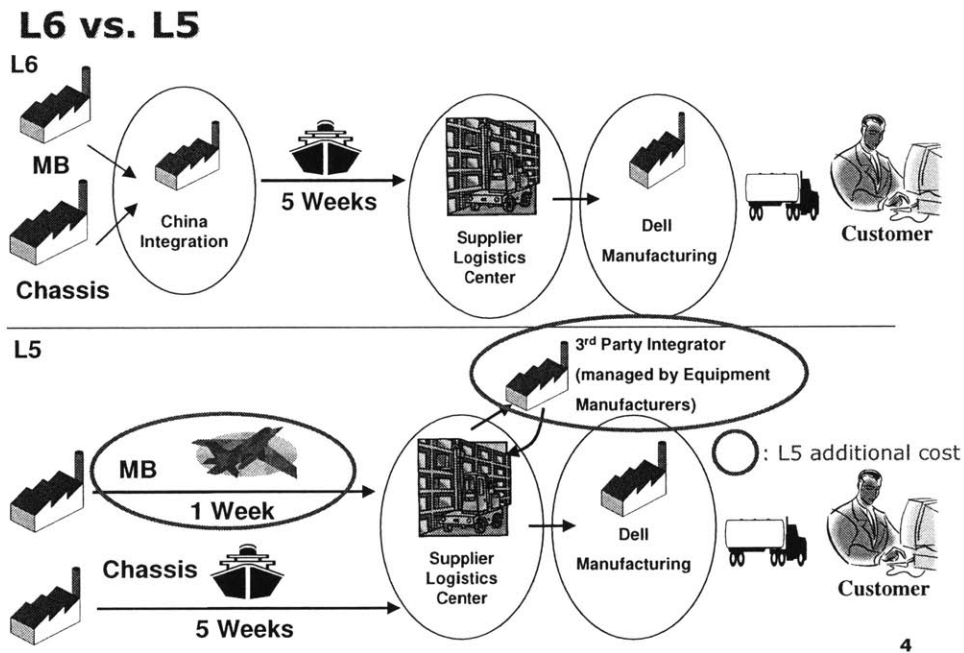 L6 vs. L5
L6
MB
Chassis
China
Integration
5 Weeks
Supplier
Logistics
Center
Dell
Manufacturing
Customer
L5
3rd Party Integrator
(managed by Equipment
Manufacturers)
MB
1 Week
Chassis
5 Weeks
Supplier
Logistics
Center
Dell
Manufacturing
: L5 additional cost
Customer
4